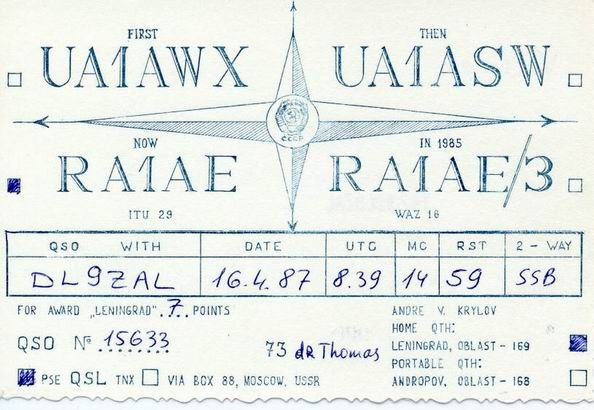 FIRST THEN
UA1AWX UA1ASW
CCCP
NOW IN 1985
RA1AE RA1AE/3
ITU 29 WAZ 16
QSO WITH DATE UTC MC RST 2-WAY
DL9ZAL 16.4.87 8.39 14 59 SSB
FOR AWARD „LENINGRAD" .7. POINTS
ANDRE V. KRYLOV
HOME QTH:
QSO № 15633
73 dR Thomas
LENINGRAD, OBLAST-169
PORTABLE QTH:
PSE QSL TNX VIA BOX 88, MOSCOW, USSR
ANDROPOV, OBLAST-168